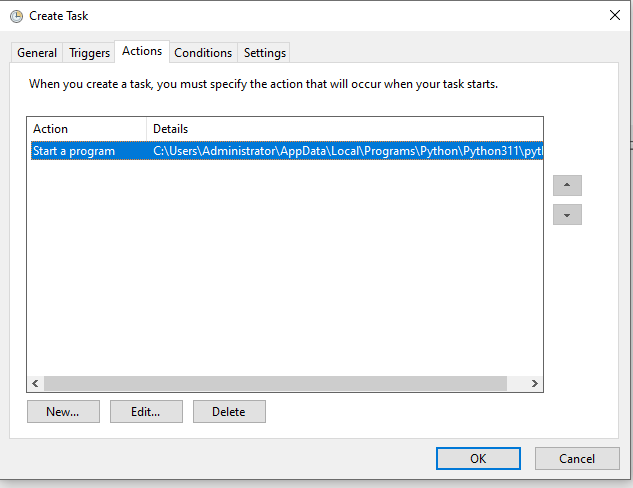 Create Task
General Triggers Actions Conditions Settings
When you create a task, you must specify the action that will occur when your task starts.
Action Details
Start a program C:\Users\Administrator\AppData\Local\Programs\Python\Python311\pyt
New... Edit... Delete
OK Cancel